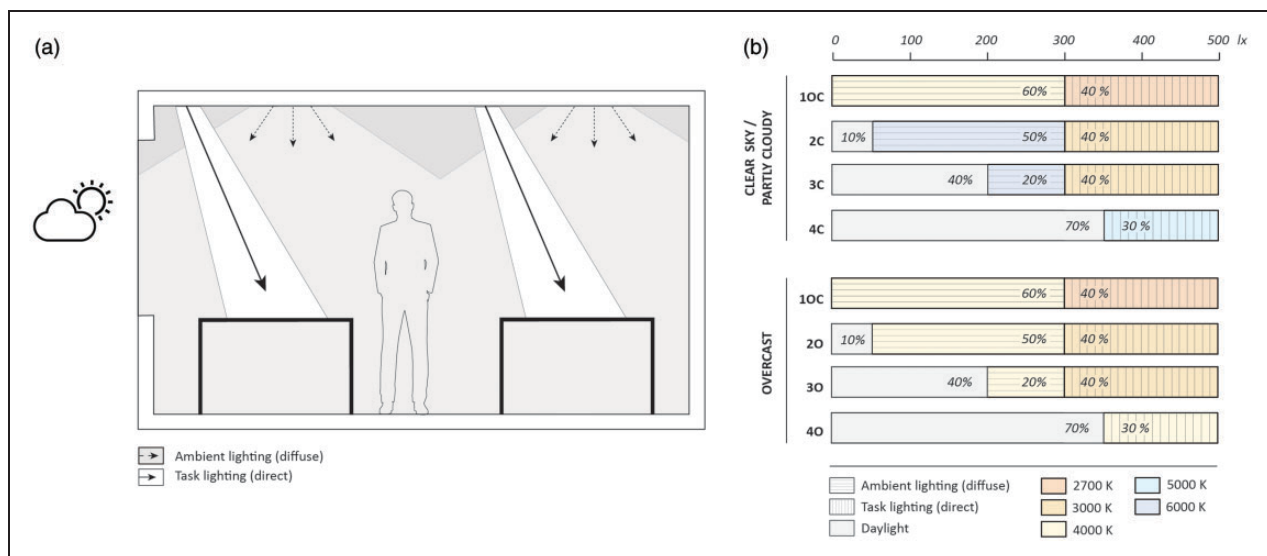 (a)
Ambient lighting (diffuse)
Task lighting (direct)
(b)
0 100 200 300 400 500 lx
CLEAR SKY /
PARTLY CLOUDY
1OC 60% 40 %
2C 10% 50% 40 %
3C 40% 20% 40 %
4C 70% 30 %
OVERCAST
1OC 60% 40 %
2O 10% 50% 40 %
3O 40% 20% 40 %
4O 70% 30 %
Ambient lighting (diffuse) 2700 K 5000 K
Task lighting (direct) 3000 K 6000 K
Daylight 4000 K